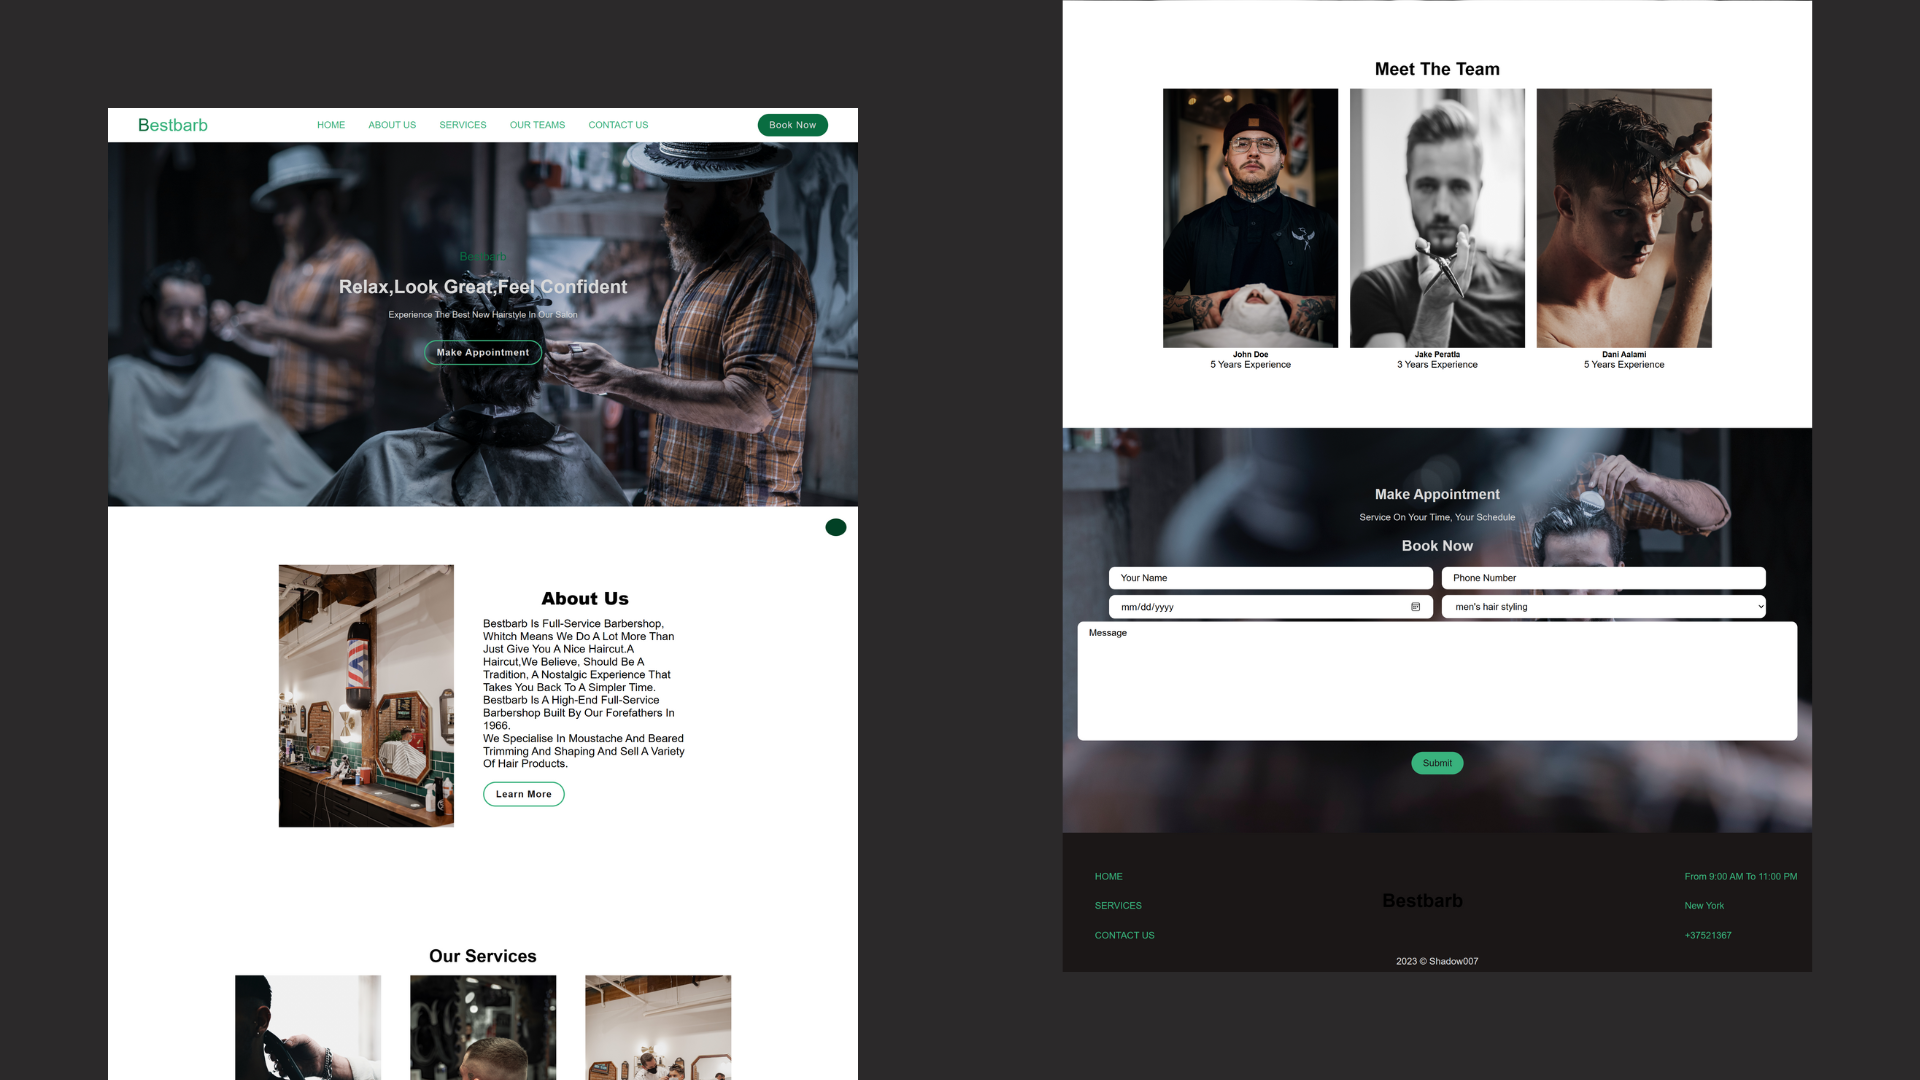 Bestbarb
HOME
ABOUT US
SERVICES
OUR TEAMS
CONTACT US
Book Now
Bestbarb
Relax,Look Great,Feel Confident
Experience The Best New Hairstyle In Our Salon
Make Appointment
About Us
Bestbarb Is Full-Service Barbershop,
Whitch Means We Do A Lot More Than
Just Give You A Nice Haircut.A
Haircut,We Believe, Should Be A
Tradition, A Nostalgic Experience That
Takes You Back To A Simpler Time.
Bestbarb Is A High-End Full-Service
Barbershop Built By Our Forefathers In
1966.
We Specialise In Moustache And Beared
Trimming And Shaping And Sell A Variety
Of Hair Products.
Learn More
Our Services
Meet The Team
John Doe
5 Years Experience
Jake Peratla
3 Years Experience
Dani Aalami
5 Years Experience
Make Appointment
Service On Your Time, Your Schedule
Book Now
Your Name
Phone Number
mm/dd/yyyy
men's hair styling
Message
Submit
HOME
SERVICES
CONTACT US
Bestbarb
From 9:00 AM To 11:00 PM
New York
+37521367
2023 © Shadow007